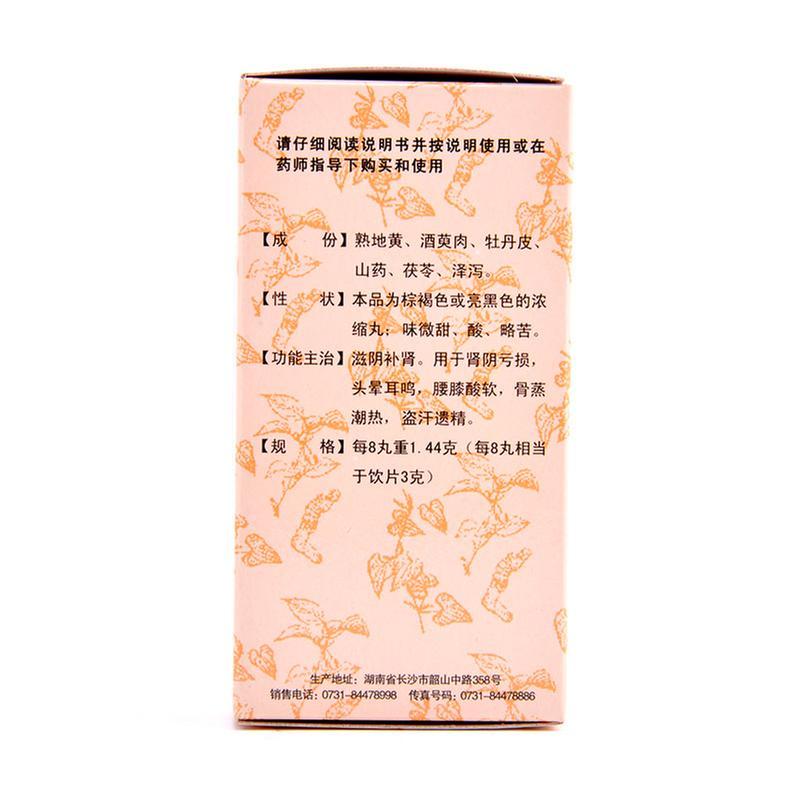 请仔细阅读说明书并按说明使用或在
药师指导下购买和使用
【成 份】熟地黄、酒萸肉、牡丹皮、
山药、茯苓、泽泻。
【性 状】本品为棕褐色或亮黑色的浓
缩丸；味微甜、酸、略苦。
【功能主治】滋阴补肾。用于肾阴亏损，
头晕耳鸣，腰膝酸软，骨蒸
潮热，盗汗遗精。
【规 格】每8丸重1.44克（每8丸相当
于饮片3克）
生产地址：湖南省长沙市韶山中路358号
销售电话：0731-84478998 传真号码：0731-84478886